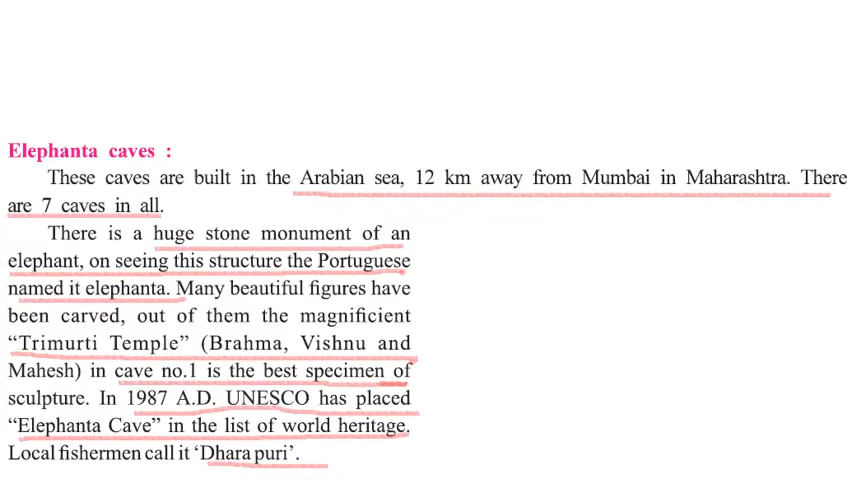 Elephanta caves :
These caves are built in the Arabian sea, 12 km away from Mumbai in Maharashtra. There
are 7 caves in all.
There is a huge stone monument of an
elephant, on seeing this structure the Portuguese
named it elephanta. Many beautiful figures have
been carved, out of them the magnificient
“Trimurti Temple” (Brahma, Vishnu and
Mahesh) in cave no.1 is the best specimen of
sculpture. In 1987 A.D. UNESCO has placed
“Elephanta Cave” in the list of world heritage.
Local fishermen call it ‘Dhara puri’.